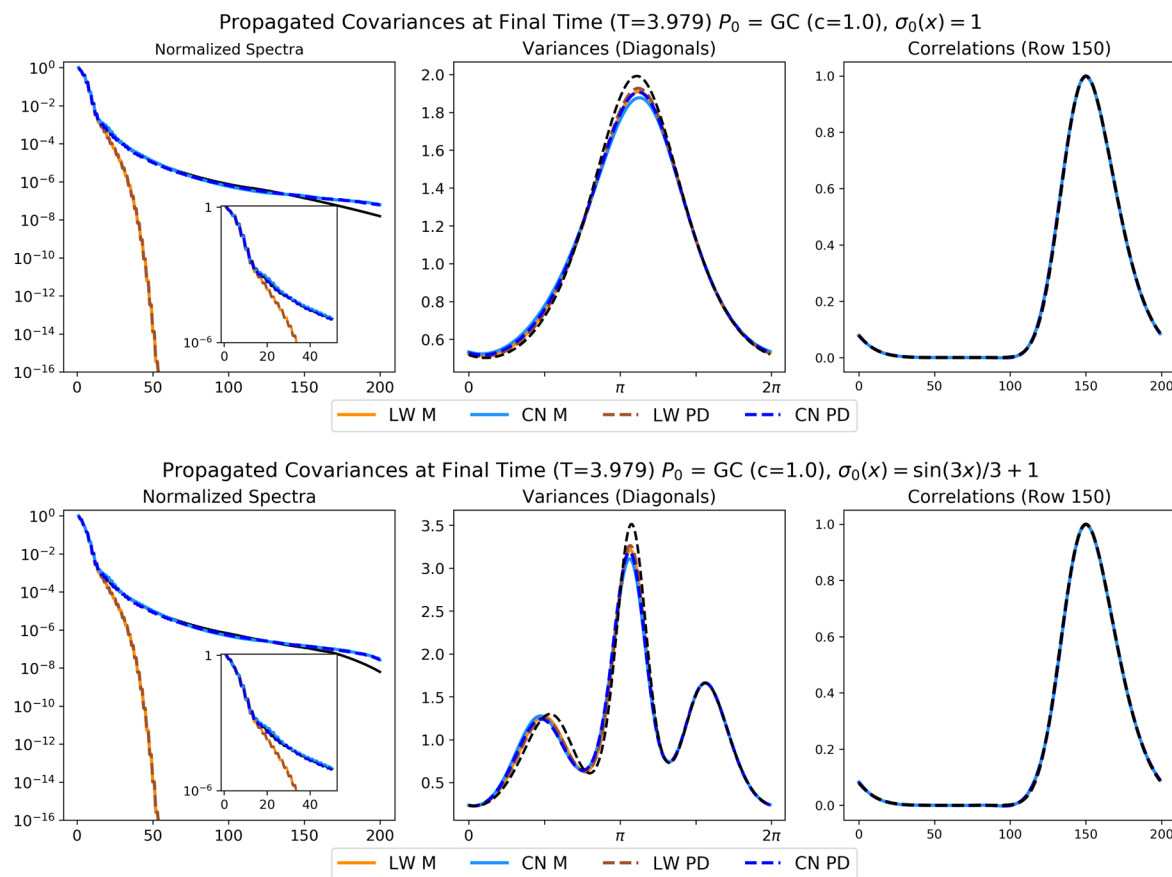 Propagated Covariances at Final Time (T=3.979) P₀ = GC (c=1.0), σ₀(x) = 1
Normalized Spectra
Variances (Diagonals)
Correlations (Row 150)
10⁰
10⁻²
10⁻⁴
10⁻⁶
10⁻⁸
10⁻¹⁰
10⁻¹²
10⁻¹⁴
10⁻¹⁶
1
10⁻⁶
0 20 40
0 50 100 150 200
2.0
1.8
1.6
1.4
1.2
1.0
0.8
0.6
0 π 2π
1.0
0.8
0.6
0.4
0.2
0.0
0 50 100 150 200
LW M CN M LW PD CN PD
Propagated Covariances at Final Time (T=3.979) P₀ = GC (c=1.0), σ₀(x) = sin(3x)/3 + 1
Normalized Spectra
Variances (Diagonals)
Correlations (Row 150)
10⁰
10⁻²
10⁻⁴
10⁻⁶
10⁻⁸
10⁻¹⁰
10⁻¹²
10⁻¹⁴
10⁻¹⁶
1
10⁻⁶
0 20 40
0 50 100 150 200
3.5
3.0
2.5
2.0
1.5
1.0
0.5
0 π 2π
1.0
0.8
0.6
0.4
0.2
0.0
0 50 100 150 200
LW M CN M LW PD CN PD